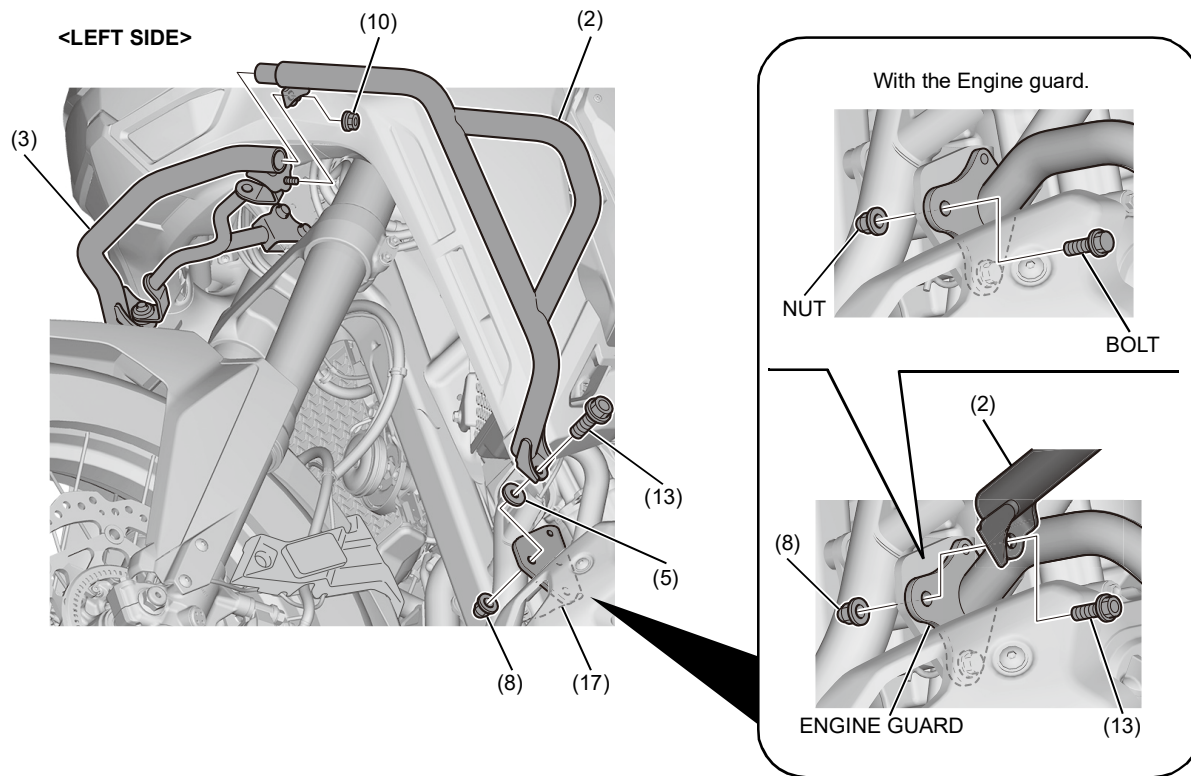 <LEFT SIDE>
(10)
(2)
(3)
(13)
(5)
(8)
(17)
With the Engine guard.
NUT
BOLT
(2)
(8)
ENGINE GUARD
(13)